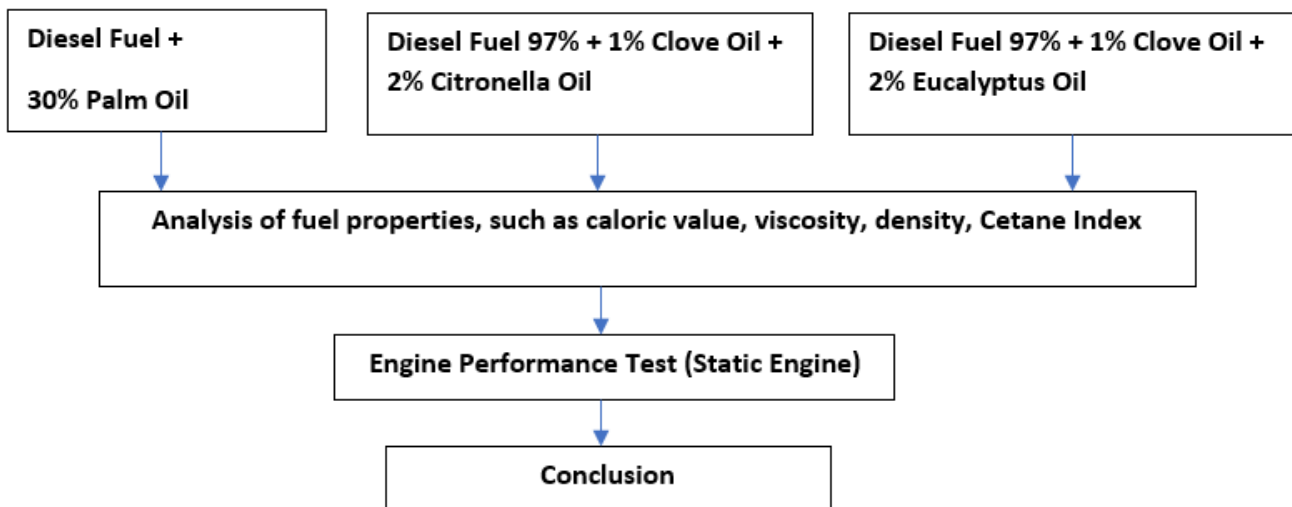 Diesel Fuel +
30% Palm Oil
Diesel Fuel 97% + 1% Clove Oil +
2% Citronella Oil
Diesel Fuel 97% + 1% Clove Oil +
2% Eucalyptus Oil
Analysis of fuel properties, such as caloric value, viscosity, density, Cetane Index
Engine Performance Test (Static Engine)
Conclusion